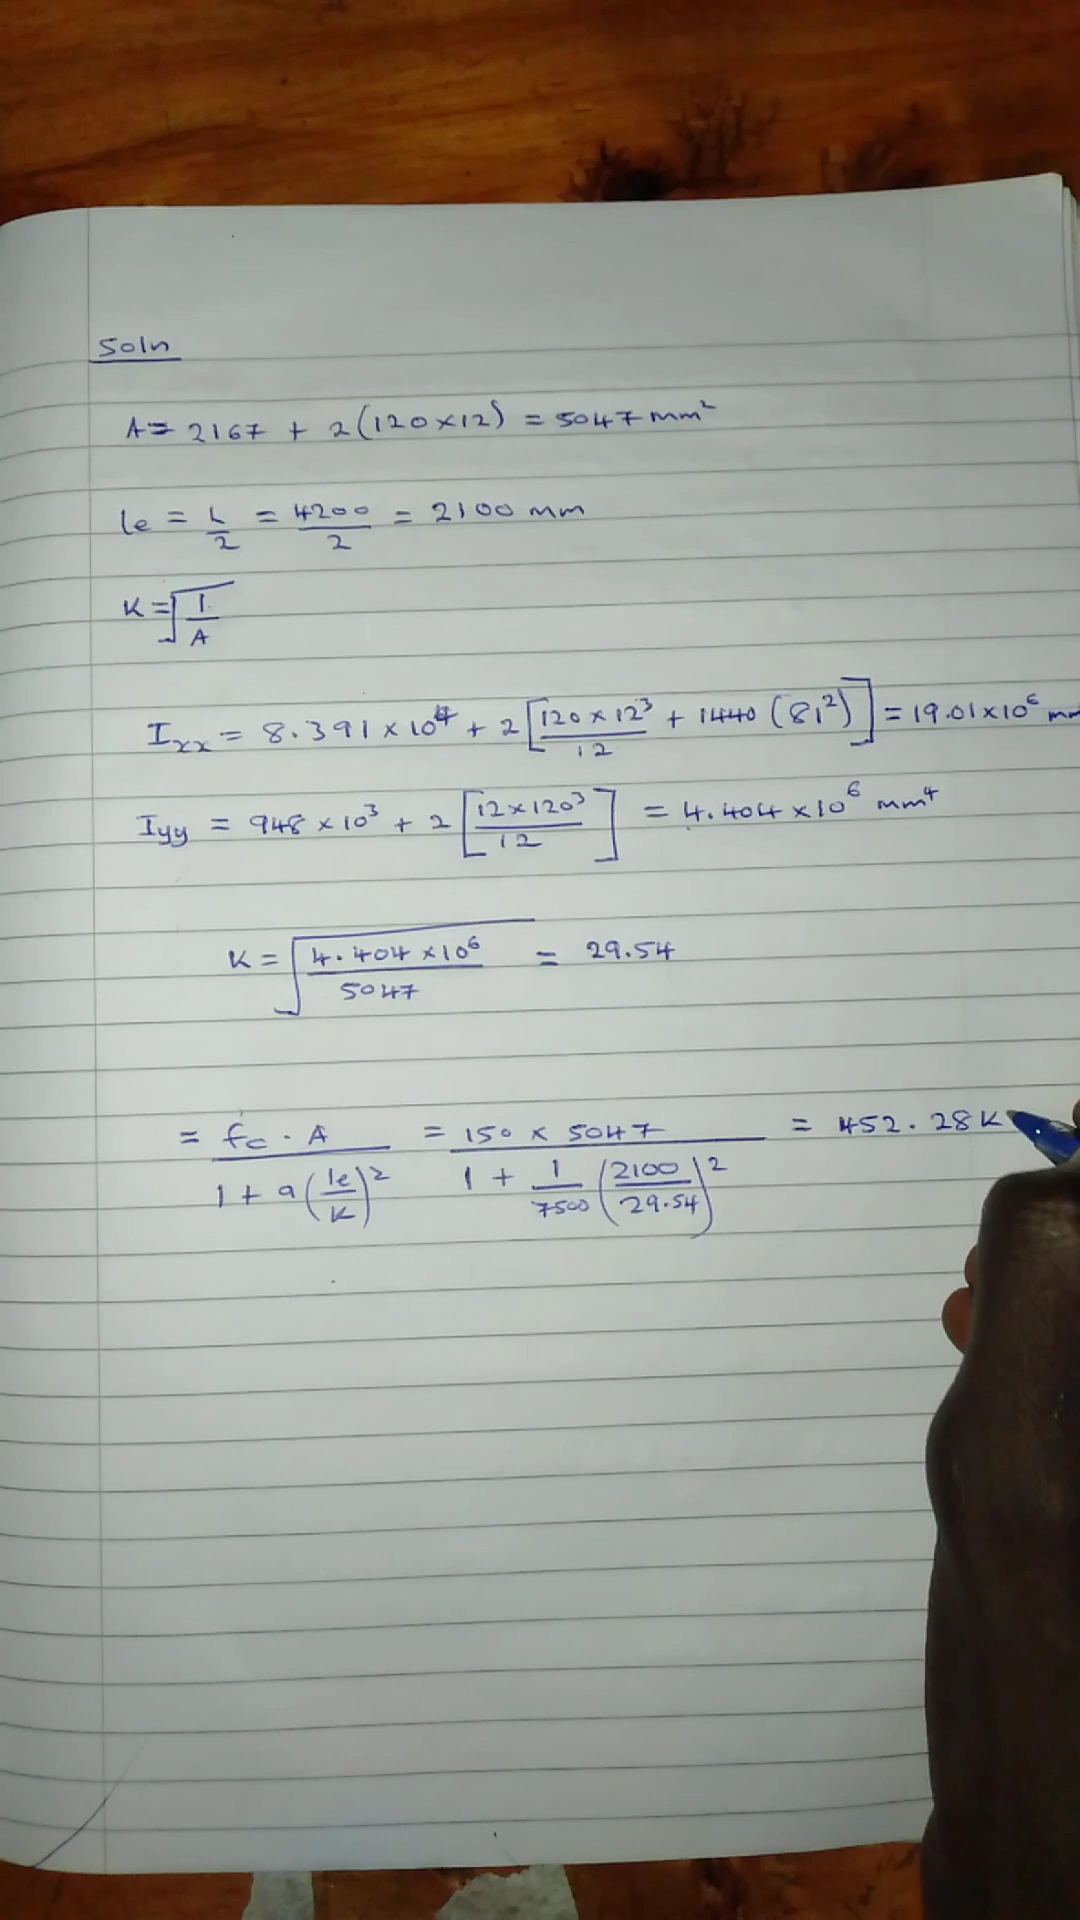 Soln
A = 2167 + 2(120×12) = 5047 mm²
le = L/2 = 4200/2 = 2100 mm
K = √(I/A)
Ixx = 8.391 × 10⁴ + 2[120 × 12³/12 + 1440 (81²)] = 19.01×10⁶ mm
Iyy = 948 × 10³ + 2[12×120³/12] = 4.404 × 10⁶ mm⁴
K = √(4.404 × 10⁶/5047) = 29.54
= fc . A/(1 + a(le/K)²) = 150 × 5047/(1 + 1/7500 (2100/29.54)²) = 452.28K